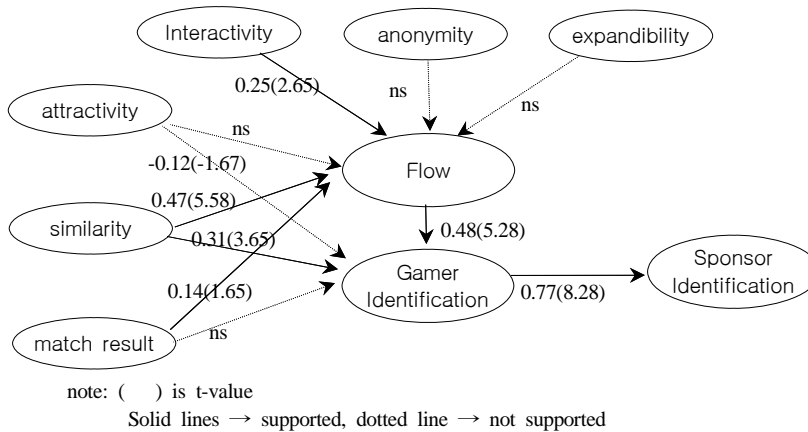 Interactivity
anonymity
expandibility
0.25(2.65)
ns
ns
attractivity
ns
-0.12(-1.67)
Flow
0.47(5.58)
similarity
0.31(3.65)
0.48(5.28)
Gamer
Identification
Sponsor
Identification
0.14(1.65)
0.77(8.28)
match result
ns
note: ( ) is t-value
Solid lines → supported, dotted line → not supported